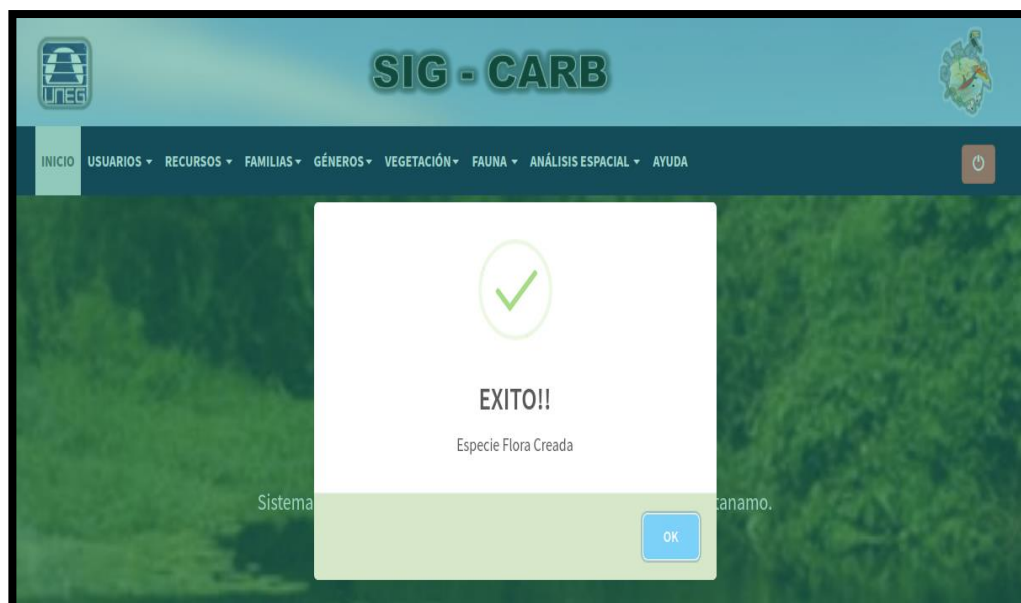 UNEG
SIG - CARB
INICIO USUARIOS RECURSOS FAMILIAS GÉNEROS VEGETACIÓN FAUNA ANÁLISIS ESPACIAL AYUDA
EXITO!!
Especie Flora Creada
Sistema tanamo.
OK